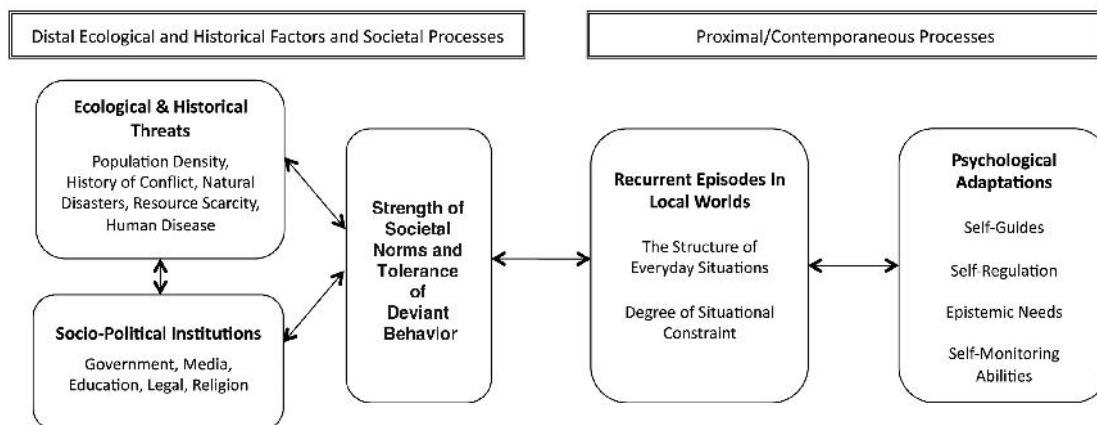 Distal Ecological and Historical Factors and Societal Processes
Proximal/Contemporaneous Processes
Ecological & Historical
Threats
Population Density,
History of Conflict, Natural
Disasters, Resource Scarcity,
Human Disease
Socio-Political Institutions
Government, Media,
Education, Legal, Religion
Strength of
Societal
Norms and
Tolerance
of
Deviant
Behavior
Recurrent Episodes In
Local Worlds
The Structure of
Everyday Situations
Degree of Situational
Constraint
Psychological
Adaptations
Self-Guides
Self-Regulation
Epistemic Needs
Self-Monitoring
Abilities